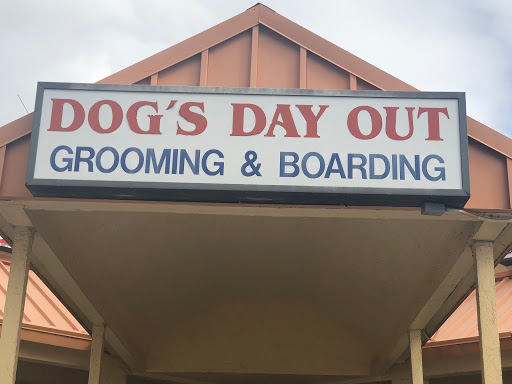 DOG'S DAY OUT
GROOMING & BOARDING